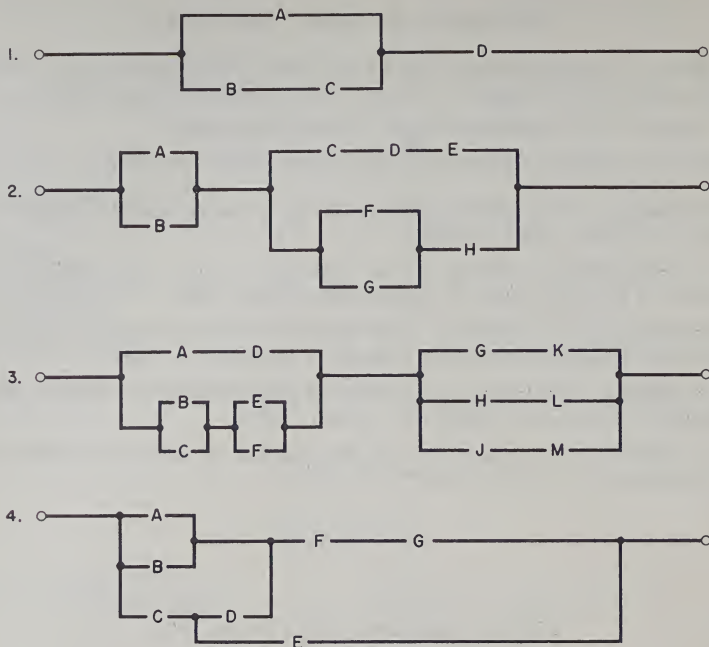 A
1. D
B C
A C D E
2.
B F
H
G
A D G K
3. B E H L
C F J M
4. A
F G
B
C D
E